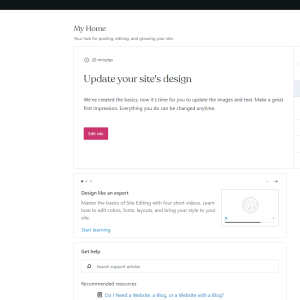 My Home
Your hub for posting, editing, and growing your site.
20 minutes
Update your site's design
We've created the basics, now it's time for you to update the images and text. Make a great
first impression. Everything you do can be changed anytime.
Edit site
Design like an expert
Master the basics of Site Editing with four short videos. Learn
how to edit colors, fonts, layouts, and bring your style to your
site.
Start learning
Get help
Search support articles
Recommended resources
Do I Need a Website, a Blog, or a Website with a Blog?